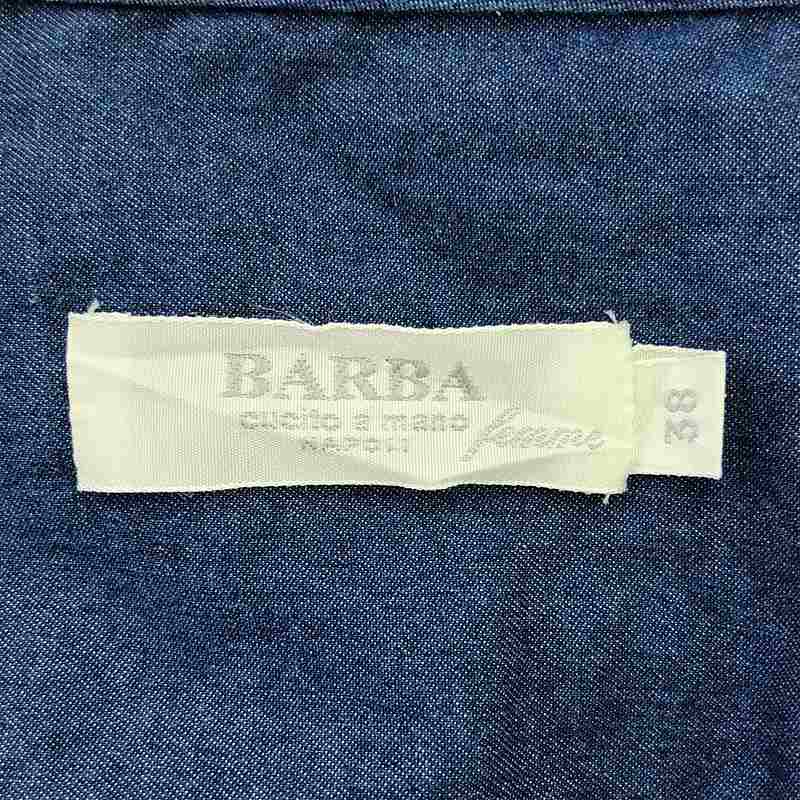 BARBA
cucito a mano
NAPOLI
femme
38